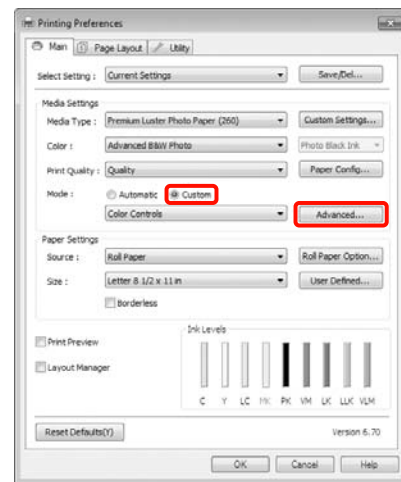 Printing Preferences
Main Page Layout Utility
Select Setting : Current Settings Save/Del...
Media Settings
Media Type : Premium Luster Photo Paper (260) Custom Settings...
Color : Advanced B&W Photo Photo Black Ink
Print Quality : Quality Paper Config...
Mode : Automatic Custom
Color Controls Advanced...
Paper Settings
Source : Roll Paper Roll Paper Option...
Size : Letter 8 1/2 x 11 in User Defined...
Borderless
Print Preview
Layout Manager
Ink Levels
C Y LC MK PK VM LK LLK VLM
Reset Defaults(Y) Version 6.70
OK Cancel Help